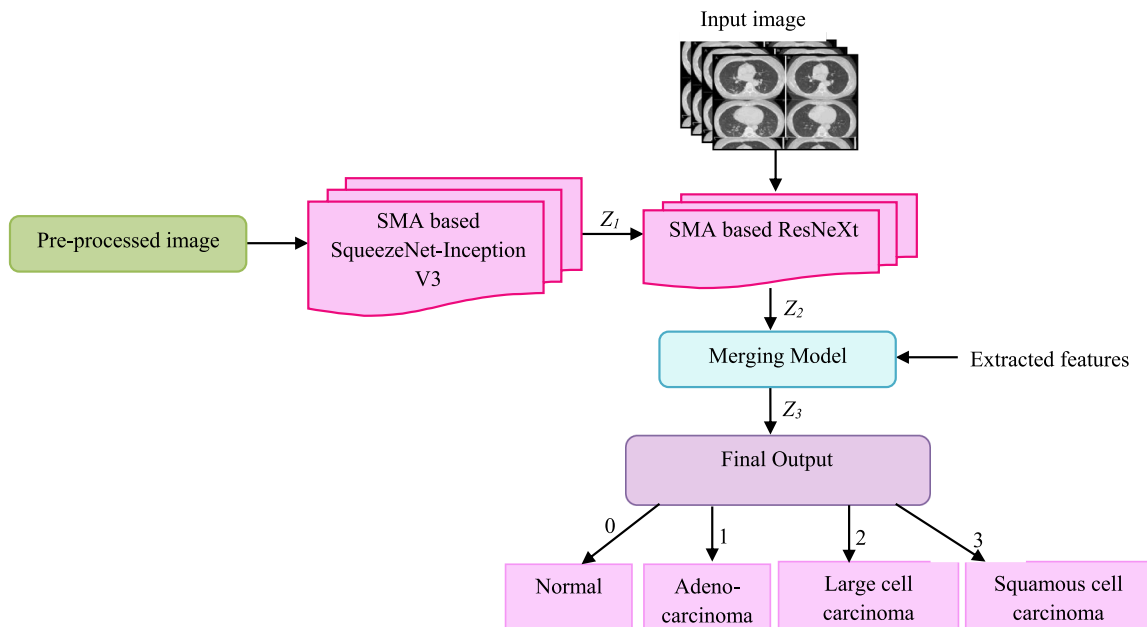 Input image
Pre-processed image
SMA based
SqueezeNet-Inception
V3
Z1
SMA based ResNeXt
Z2
Merging Model
Extracted features
Z3
Final Output
0
1
2
3
Normal
Adeno-
carcinoma
Large cell
carcinoma
Squamous cell
carcinoma